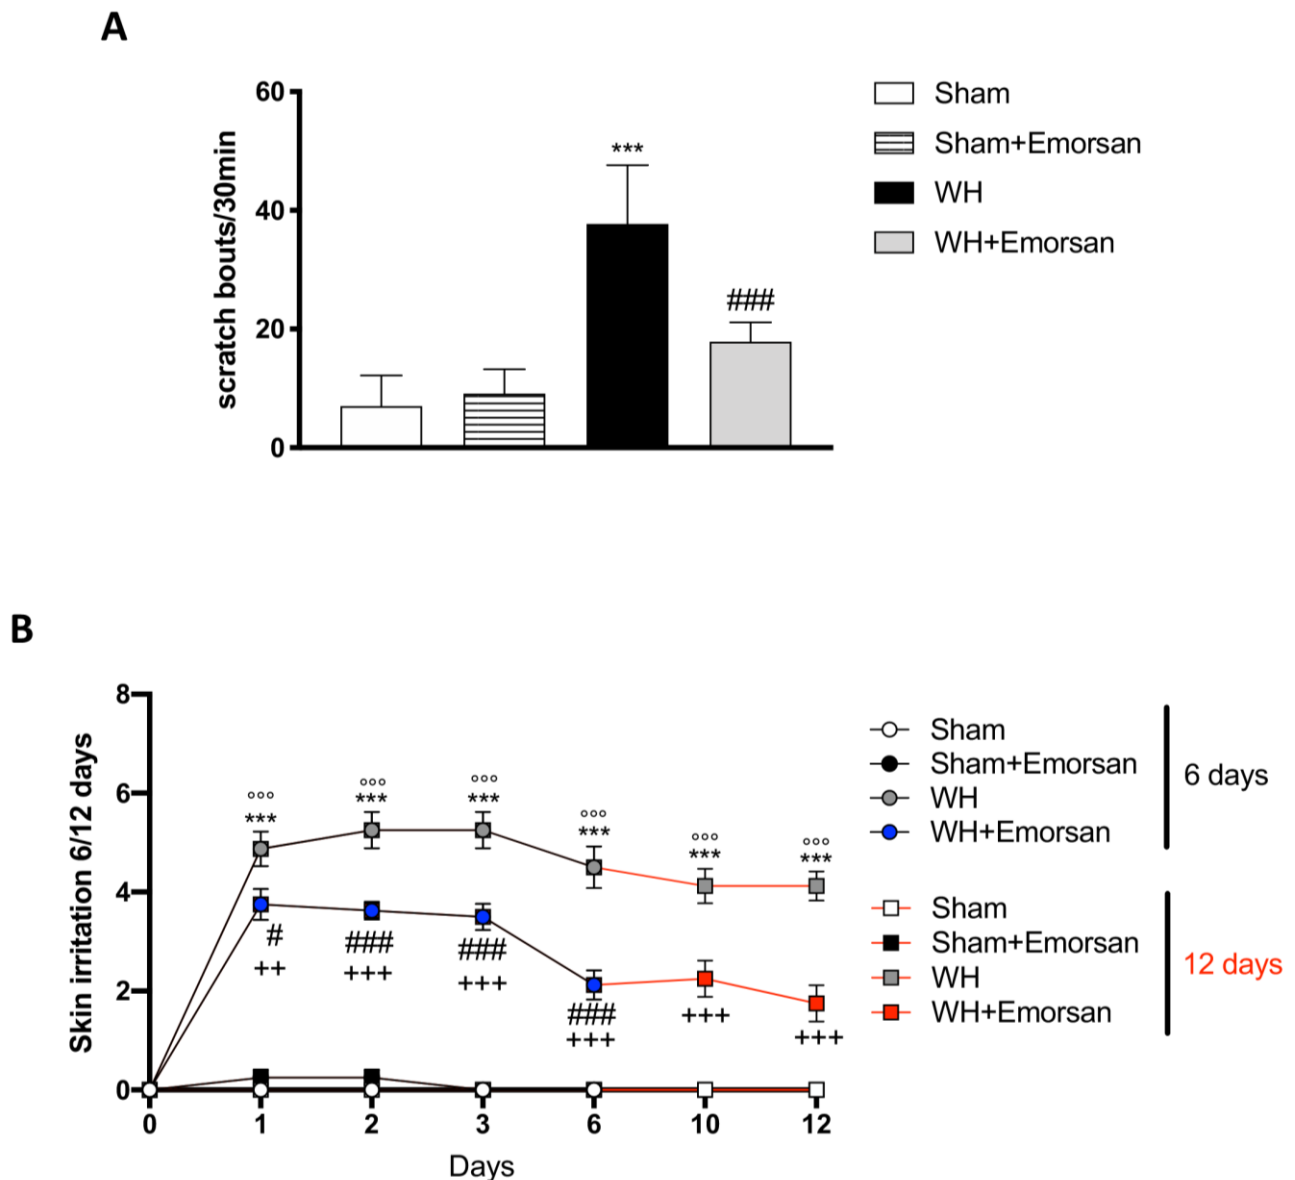 A
60
40
20
0
scratch bouts/30min
***
###
Sham
Sham+Emorsan
WH
WH+Emorsan
B
8
6
4
2
0
Skin irritation 6/12 days
°°° °°° °°° °°° °°° °°°
*** *** *** *** *** ***
# ### ### ###
++ +++ +++ +++ +++ +++
0 1 2 3 6 10 12
Days
Sham
Sham+Emorsan
WH
WH+Emorsan
6 days
Sham
Sham+Emorsan
WH
WH+Emorsan
12 days